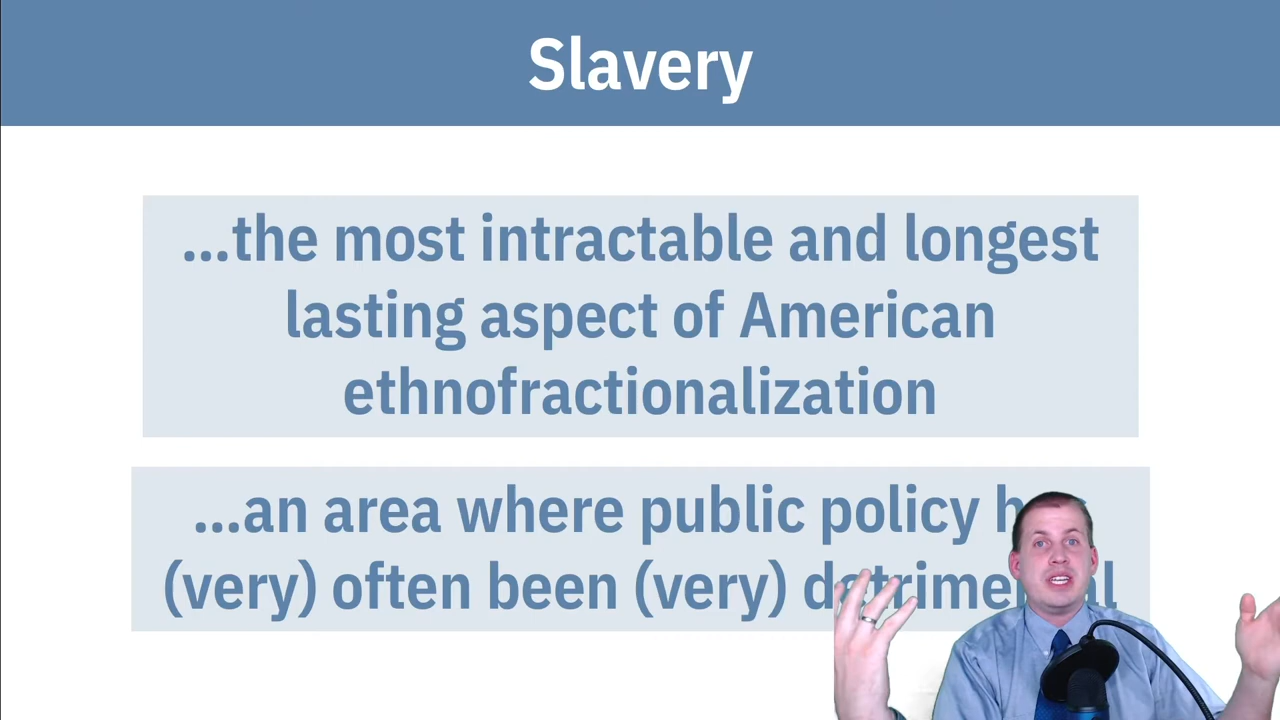 Slavery
...the most intractable and longest
lasting aspect of American
ethnofractionalization
...an area where public policy
(very) often been (very)